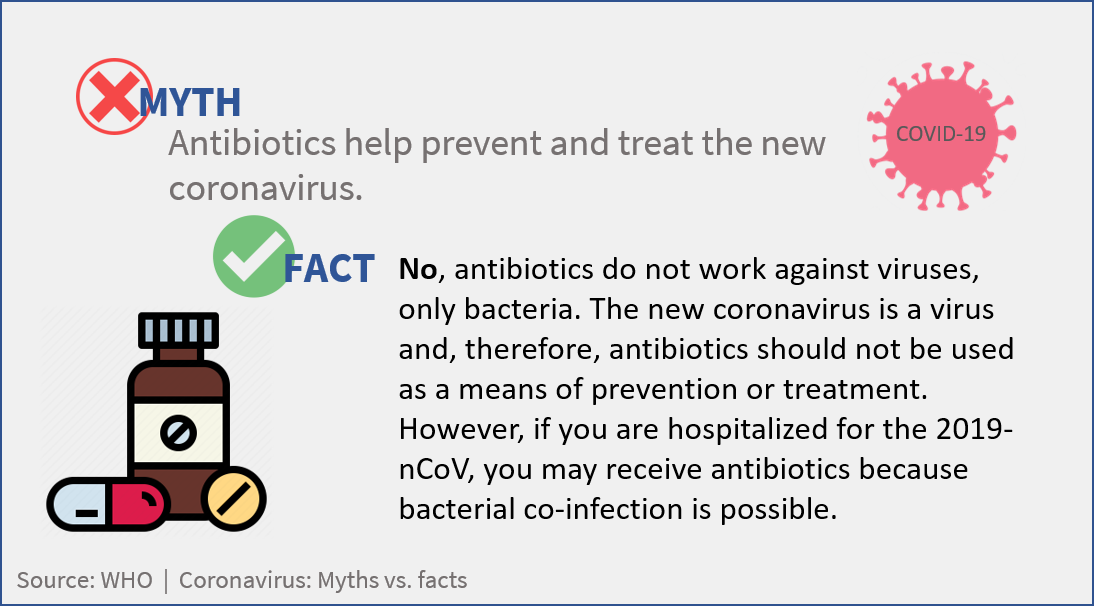 MYTH
COVID-19
Antibiotics help prevent and treat the new
coronavirus.
FACT
No, antibiotics do not work against viruses,
only bacteria. The new coronavirus is a virus
and, therefore, antibiotics should not be used
as a means of prevention or treatment.
However, if you are hospitalized for the 2019-
nCoV, you may receive antibiotics because
bacterial co-infection is possible.
Source: WHO | Coronavirus: Myths vs. facts